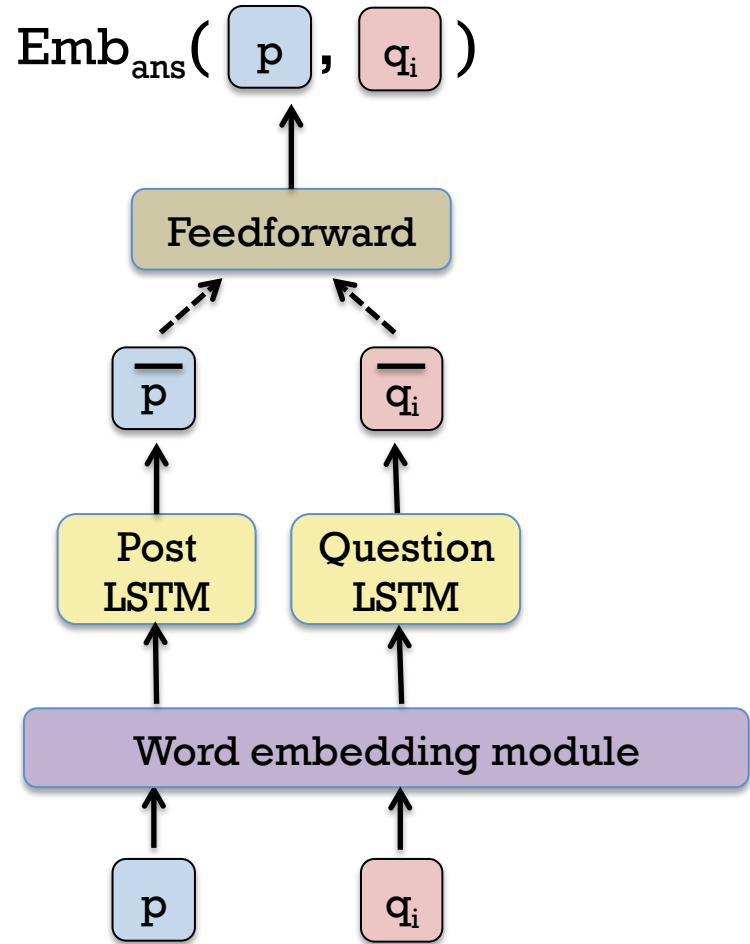 Emb_ans( p , q_i )
Feedforward
p̅ q̅_i
Post Question
LSTM LSTM
Word embedding module
p q_i